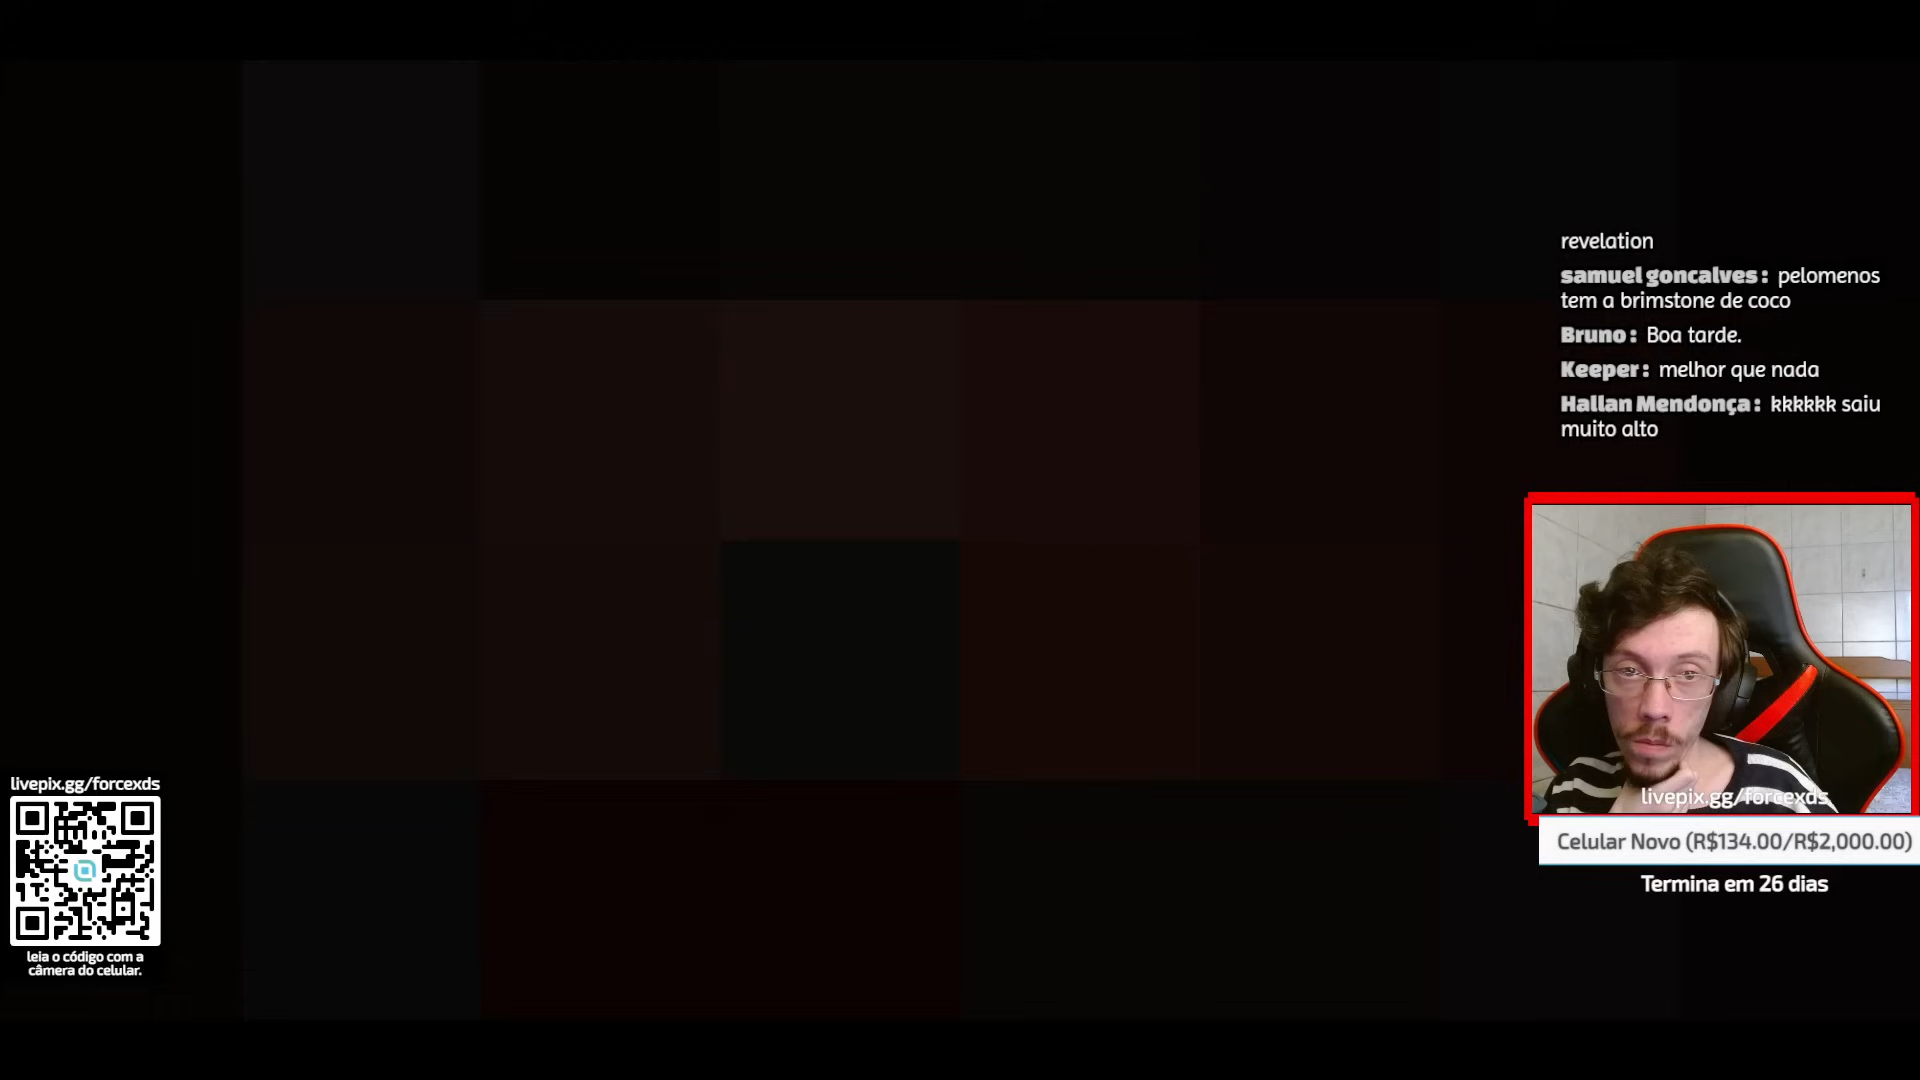 revelation
samuel goncalves : pelomenos
tem a brimstone de coco
Bruno : Boa tarde.
Keeper : melhor que nada
Hallan Mendonça : kkkkkk saiu
muito alto
livepix.gg/forcexds
leia o código com a
câmera do celular.
livepix.gg/forcexds
Celular Novo (R$134.00/R$2,000.00)
Termina em 26 dias